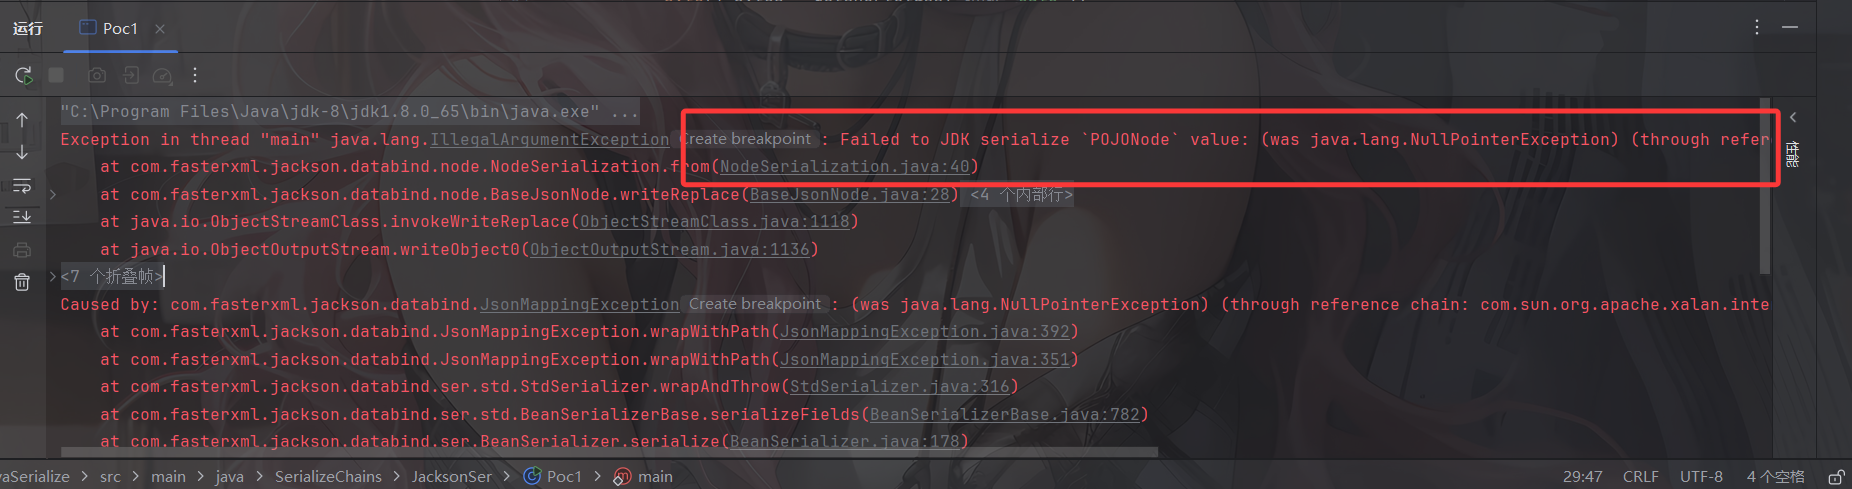 运行 Poc1
"C:\Program Files\Java\jdk-8\jdk1.8.0_65\bin\java.exe" ...
Exception in thread "main" java.lang.IllegalArgumentException Create breakpoint : Failed to JDK serialize `POJONode` value: (was java.lang.NullPointerException) (through refer
at com.fasterxml.jackson.databind.node.NodeSerialization.from(NodeSerialization.java:40)
at com.fasterxml.jackson.databind.node.BaseJsonNode.writeReplace(BaseJsonNode.java:28) <4 个内部行>
at java.io.ObjectStreamClass.invokeWriteReplace(ObjectStreamClass.java:1118)
at java.io.ObjectOutputStream.writeObject0(ObjectOutputStream.java:1136)
<7 个折叠帧>
Caused by: com.fasterxml.jackson.databind.JsonMappingException Create breakpoint : (was java.lang.NullPointerException) (through reference chain: com.sun.org.apache.xalan.inte
at com.fasterxml.jackson.databind.JsonMappingException.wrapWithPath(JsonMappingException.java:392)
at com.fasterxml.jackson.databind.JsonMappingException.wrapWithPath(JsonMappingException.java:351)
at com.fasterxml.jackson.databind.ser.std.StdSerializer.wrapAndThrow(StdSerializer.java:316)
at com.fasterxml.jackson.databind.ser.std.BeanSerializerBase.serializeFields(BeanSerializerBase.java:782)
at com.fasterxml.jackson.databind.ser.BeanSerializer.serialize(BeanSerializer.java:178)
性能
vaSerialize > src > main > java > SerializeChains > JacksonSer > Poc1 > main 29:47 CRLF UTF-8 4 个空格